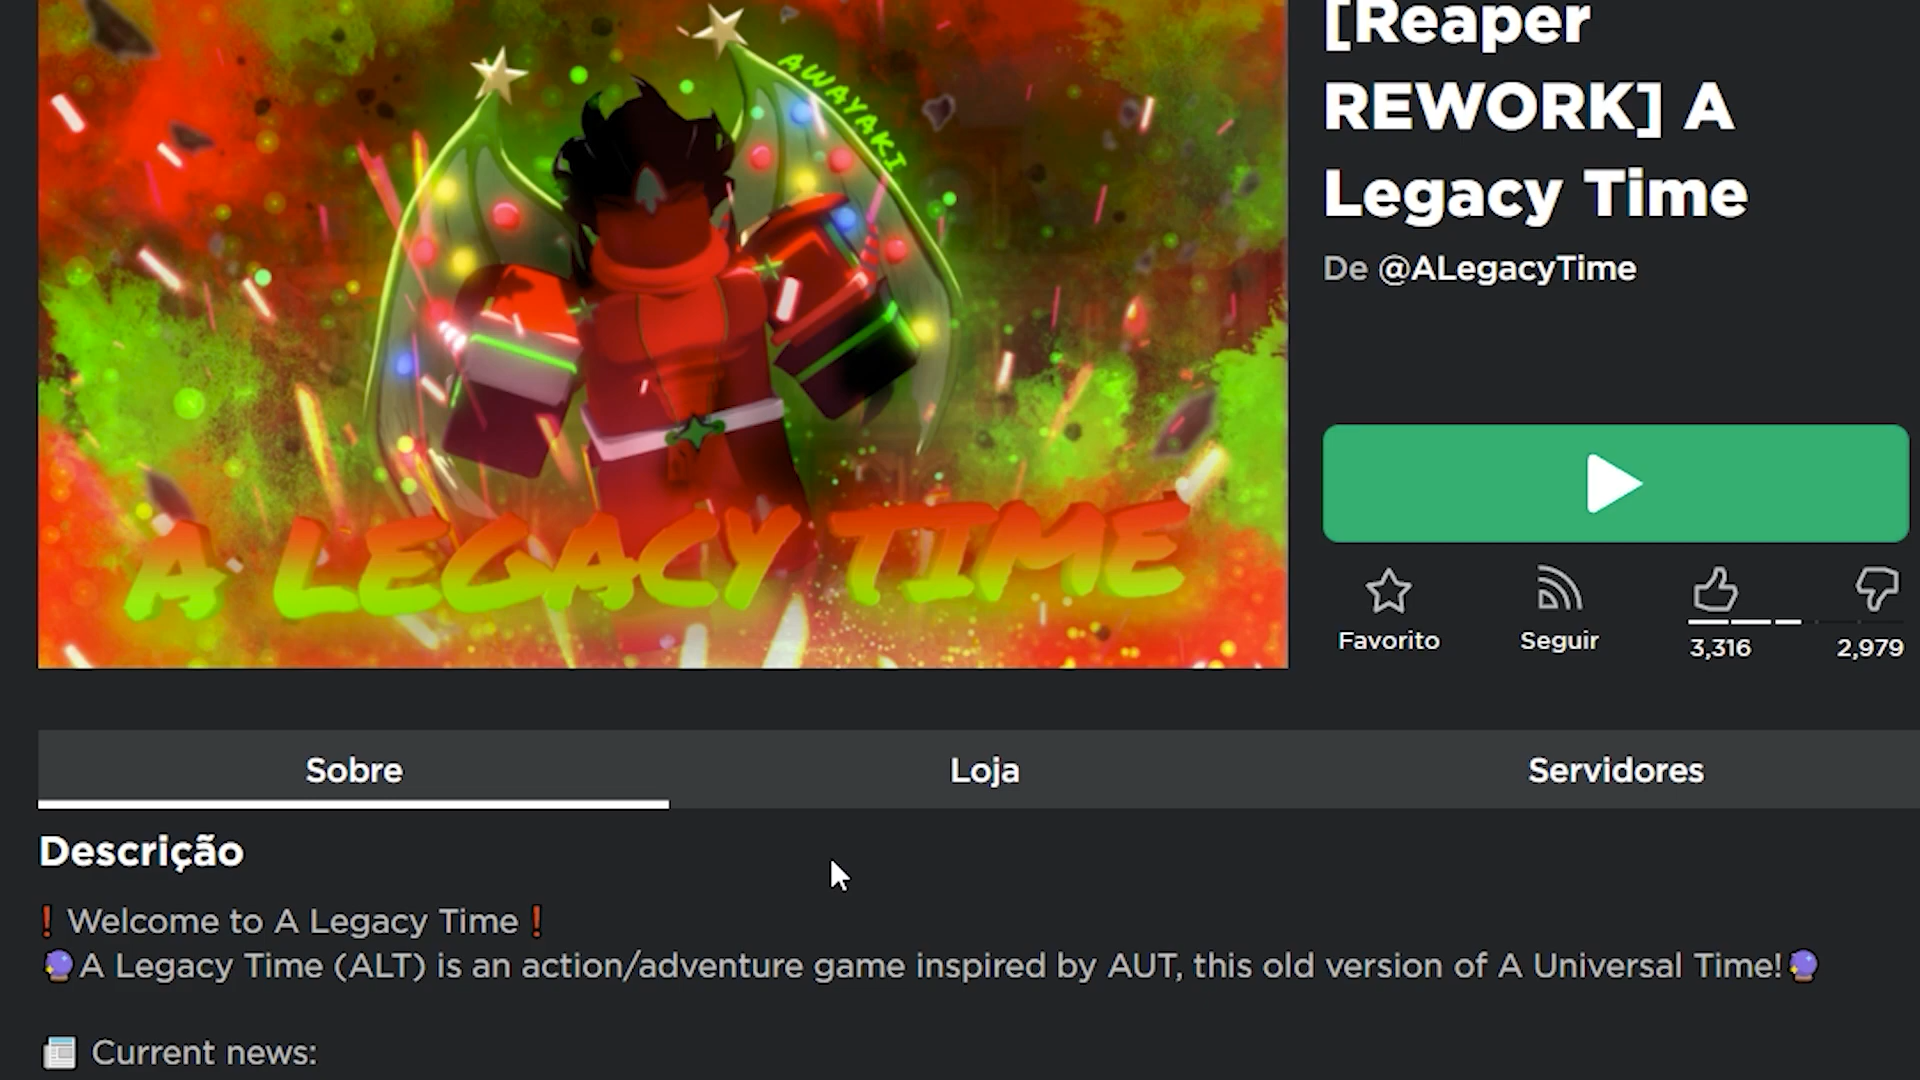 [Reaper
REWORK] A
Legacy Time
De @ALegacyTime
AWAYAKI
A LEGACY TIME
Favorito
Seguir
3,316
2,979
Sobre
Loja
Servidores
Descrição
❗ Welcome to A Legacy Time ❗
🔮A Legacy Time (ALT) is an action/adventure game inspired by AUT, this old version of A Universal Time!🔮
📰 Current news: